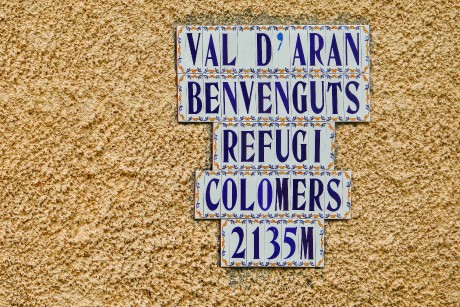 VAL D'ARAN
BENVENGUTS
REFUGI
COLOMERS
2135M